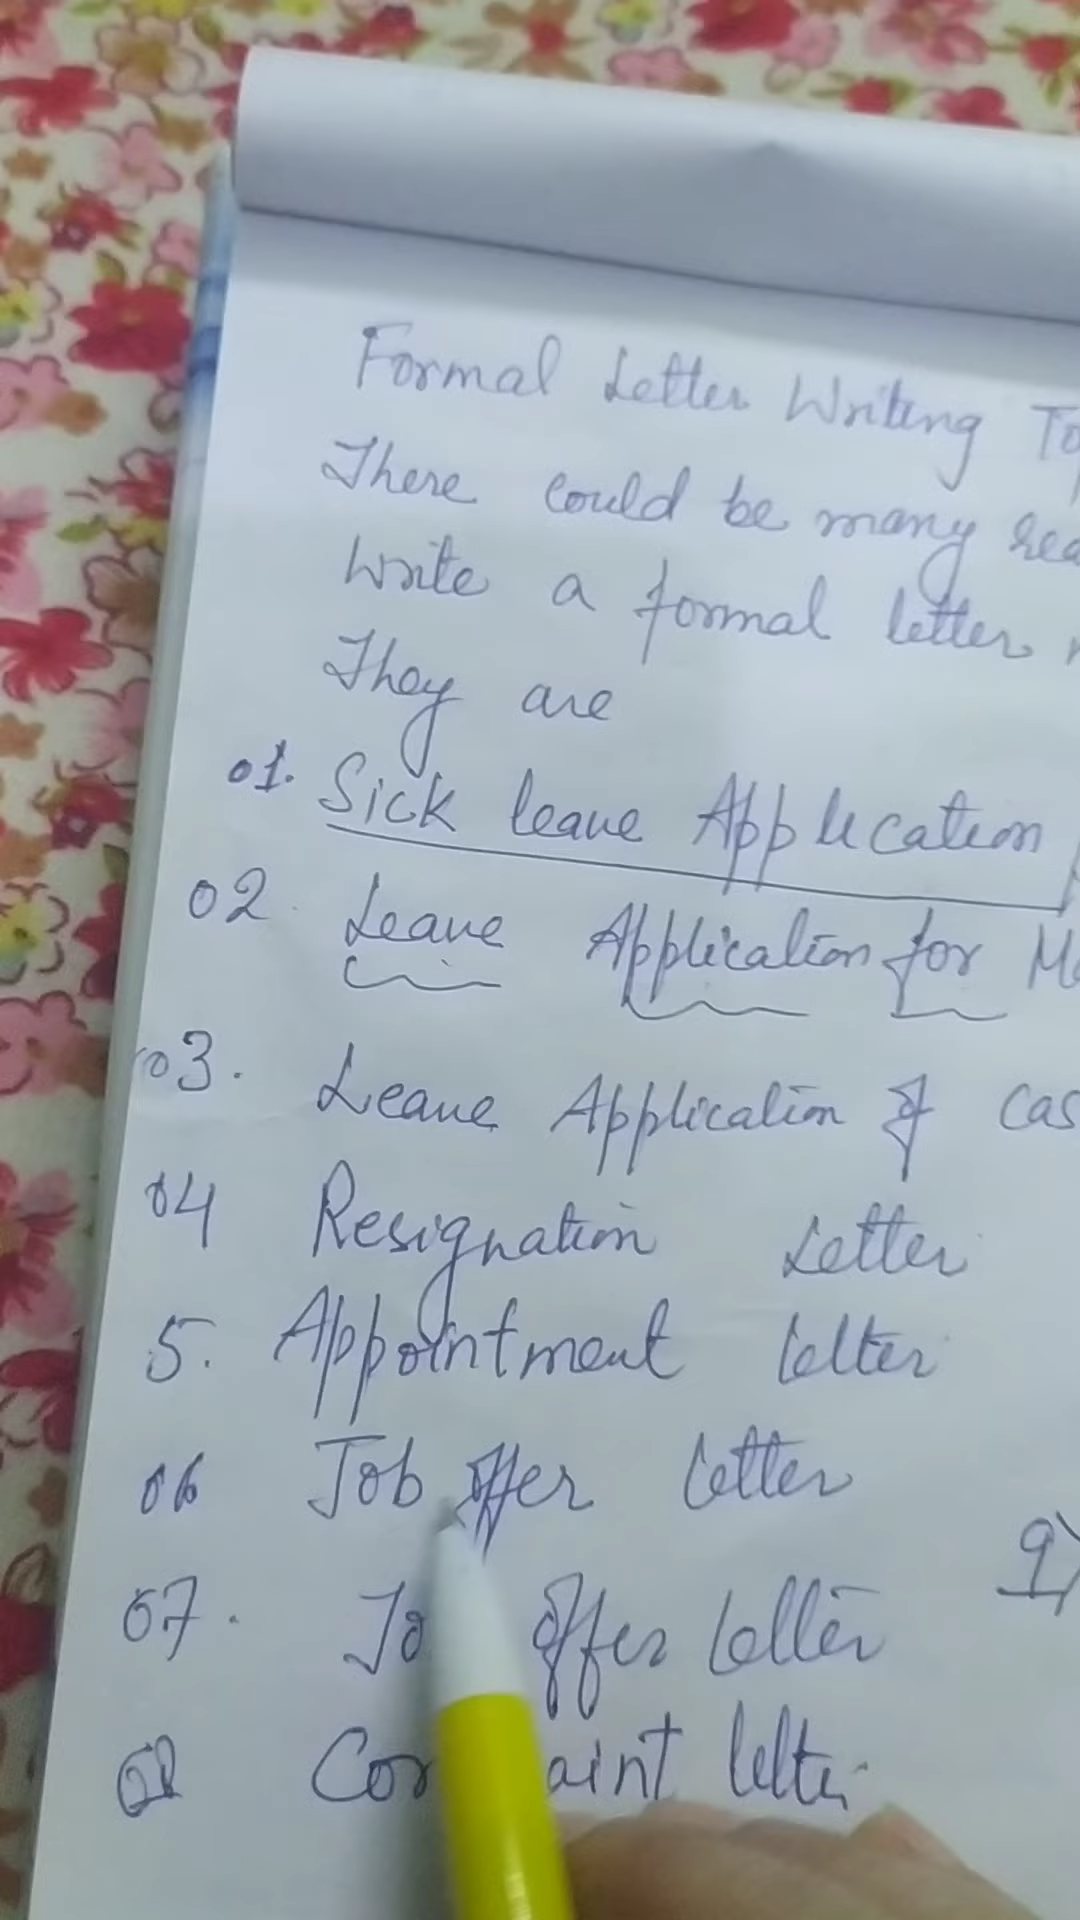 Formal Letter Writing
There could be many
Write a formal letter
They are
01. Sick leave Application
02. Leave Application for
03. Leave Application of
04 Resignation Letter
5. Appointment letter
06 Job offer letter
07. offer letter
08 letter
9)